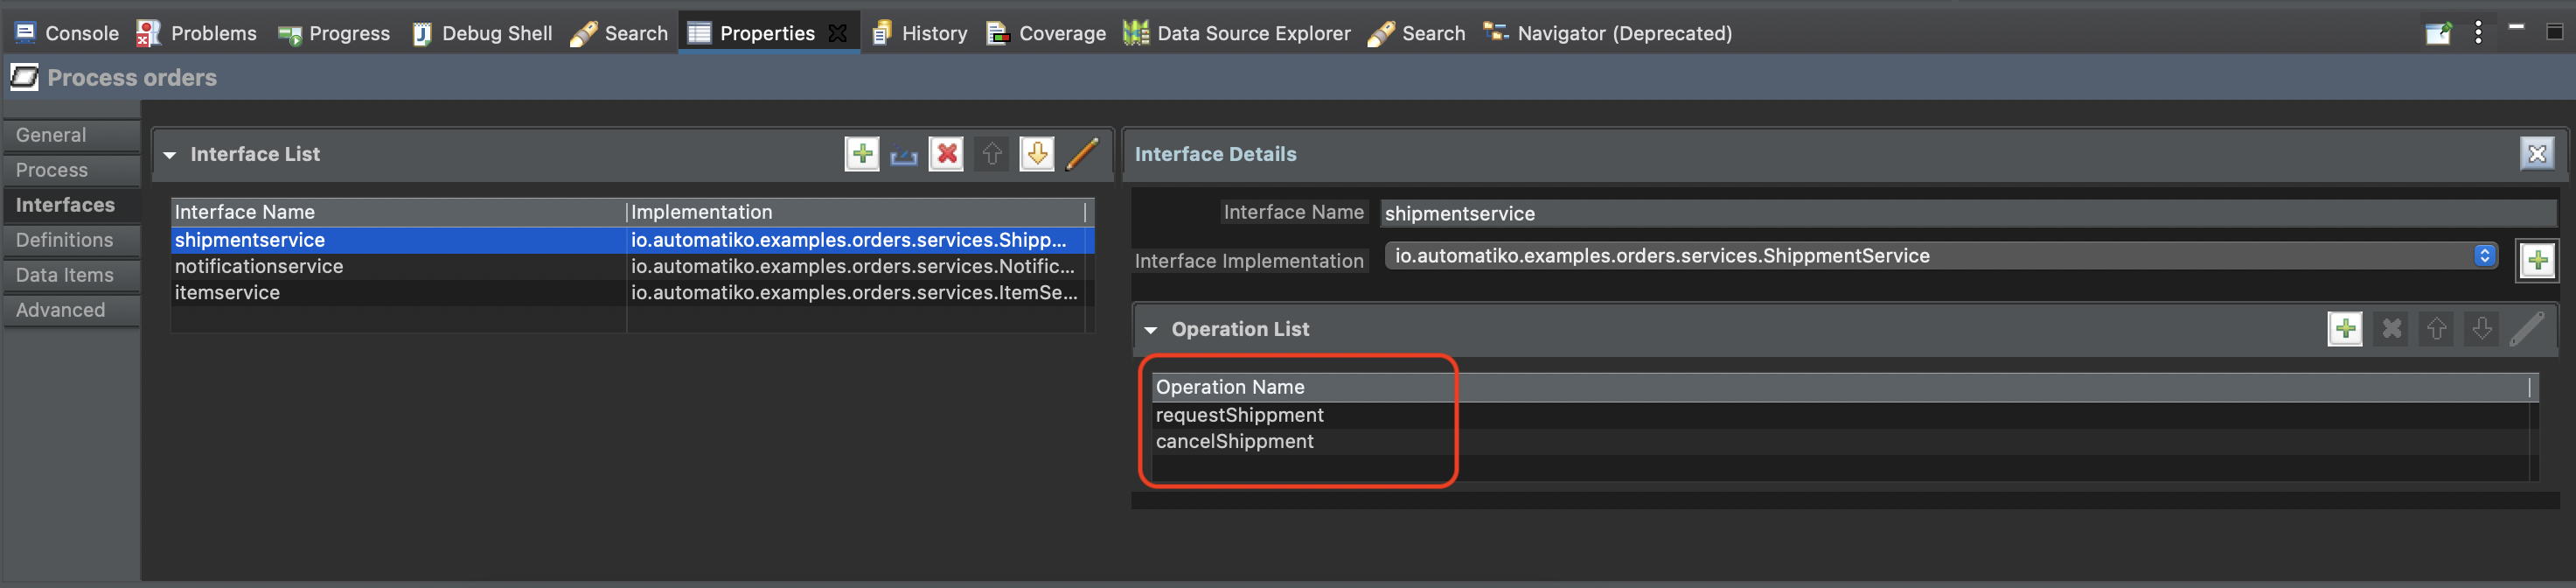 Console Problems Progress Debug Shell Search Properties History Coverage Data Source Explorer Search Navigator (Deprecated)
Process orders
General
Process
Interfaces
Definitions
Data Items
Advanced
Interface List
Interface Name Implementation
shipmentservice io.automatiko.examples.orders.services.Shipp...
notificationservice io.automatiko.examples.orders.services.Notific...
itemservice io.automatiko.examples.orders.services.ItemSe...
Interface Details
Interface Name shipmentservice
Interface Implementation io.automatiko.examples.orders.services.ShippmentService
Operation List
Operation Name
requestShippment
cancelShippment